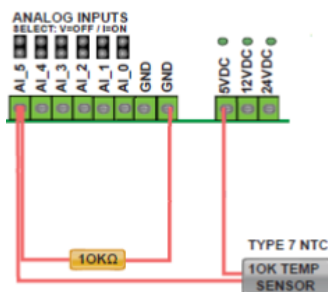 ANALOG INPUTS
SELECT: V=OFF / I=ON
AI_5
AI_4
AI_3
AI_2
AI_1
AI_0
GND
GND
5VDC
12VDC
24VDC
10KΩ
TYPE 7 NTC
10K TEMP
SENSOR